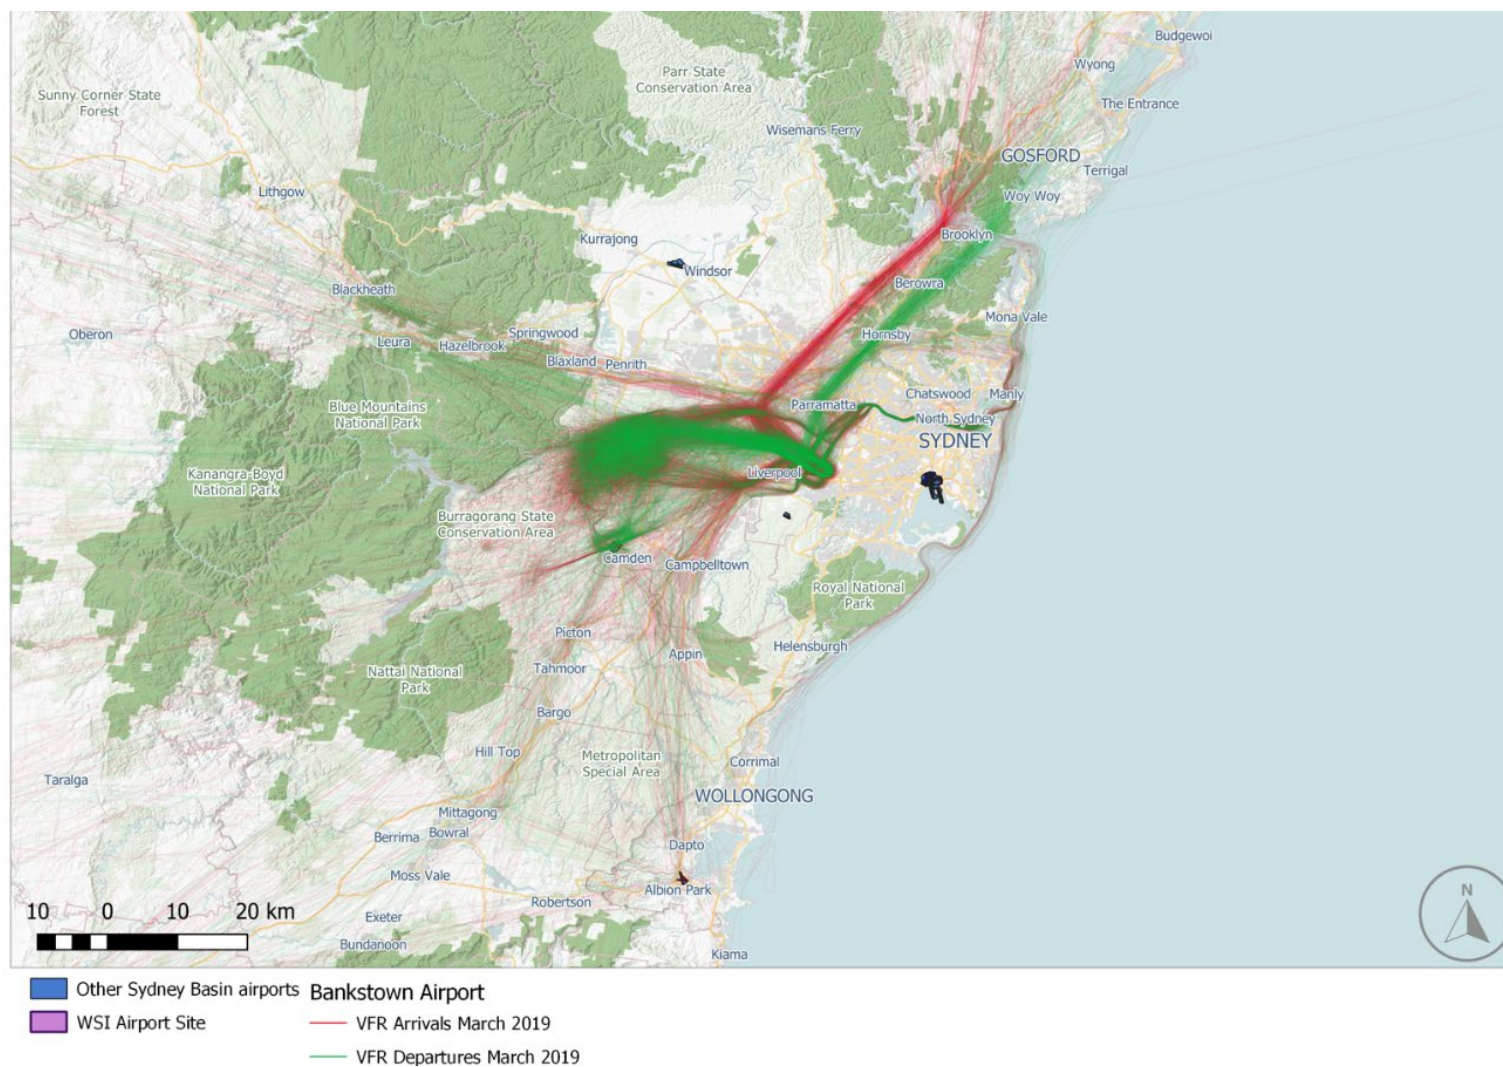 Budgewoi
Wyong
Parr State
Conservation Area
Sunny Corner State
Forest
The Entrance
Wisemans Ferry
GOSFORD
Terrigal
Lithgow
Woy Woy
Kurrajong
Brooklyn
Windsor
Berowra
Blackheath
Mona Vale
Oberon
Springwood
Hornsby
Leura
Hazelbrook
Blaxland
Penrith
Chatswood
Manly
Blue Mountains
National Park
Parramatta
North Sydney
SYDNEY
Kanangra-Boyd
National Park
Liverpool
Burragorang State
Conservation Area
Camden
Campbelltown
Royal National
Park
Picton
Helensburgh
Appin
Nattai National
Park
Tahmoor
Bargo
Hill Top
Metropolitan
Special Area
Corrimal
Taralga
WOLLONGONG
Mittagong
Berrima
Bowral
Dapto
Moss Vale
Albion Park
N
10 0 10 20 km
Robertson
Exeter
Bundanoon
Kiama
Other Sydney Basin airports
WSI Airport Site
Bankstown Airport
VFR Arrivals March 2019
VFR Departures March 2019